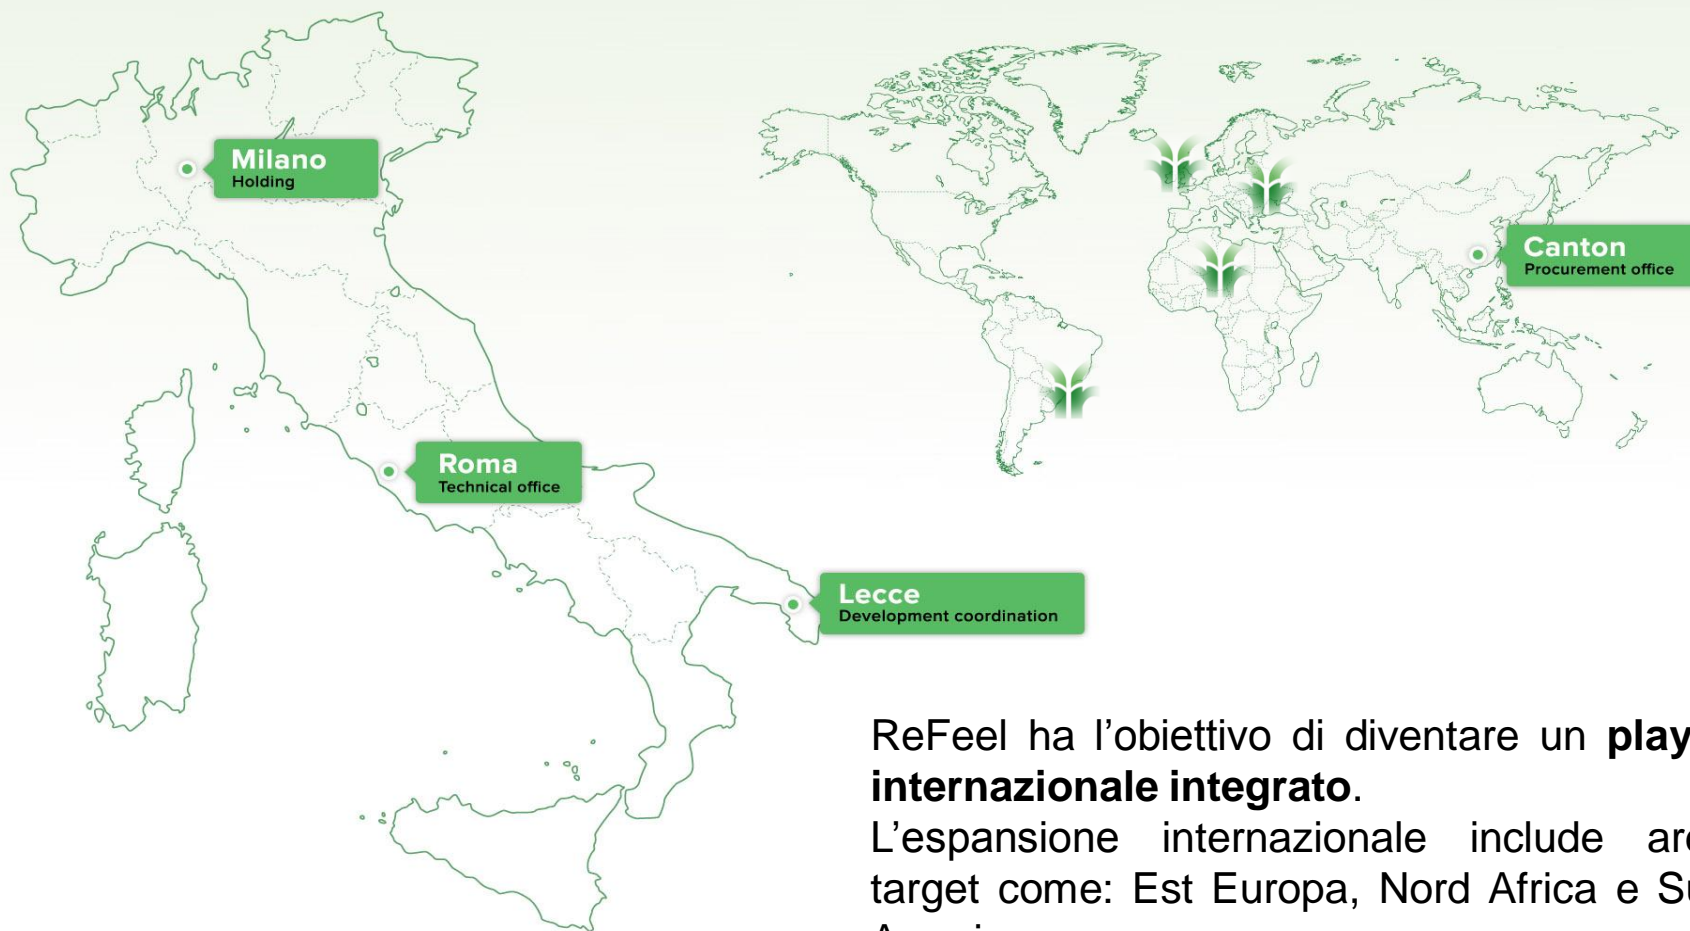 Milano
Holding
Canton
Procurement office
Roma
Technical office
Lecce
Development coordination
ReFeel ha l’obiettivo di diventare un play
internazionale integrato.
L’espansione internazionale include
target come: Est Europa, Nord Africa e